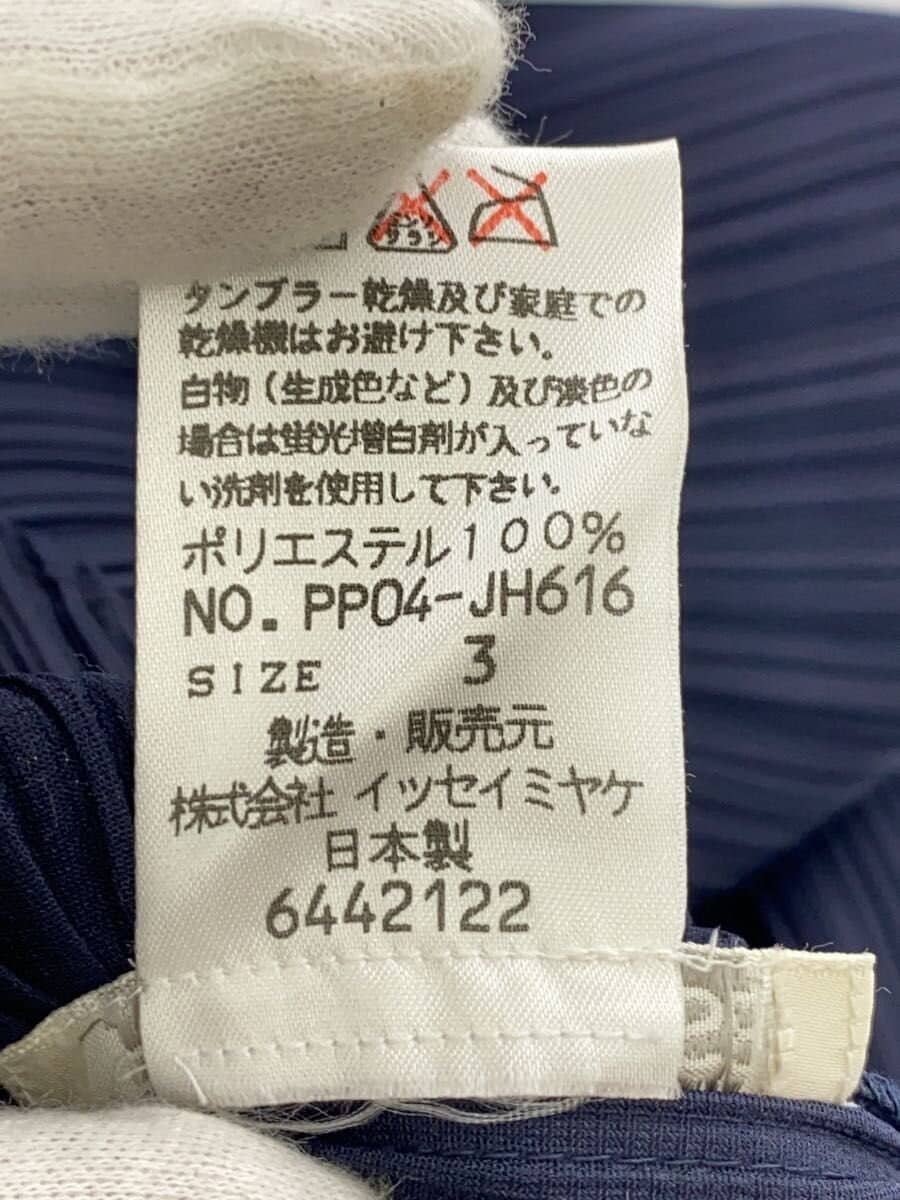 タンブラー乾燥及び家庭での
乾燥機はお避け下さい。
白物(生成色など)及び淡色の
場合は蛍光増白剤が入っていな
い洗剤を使用して下さい。
ポリエステル100%
NO. PP04-JH616
SIZE 3
製造・販売元
株式会社 イッセイミヤケ
日本製
6442122